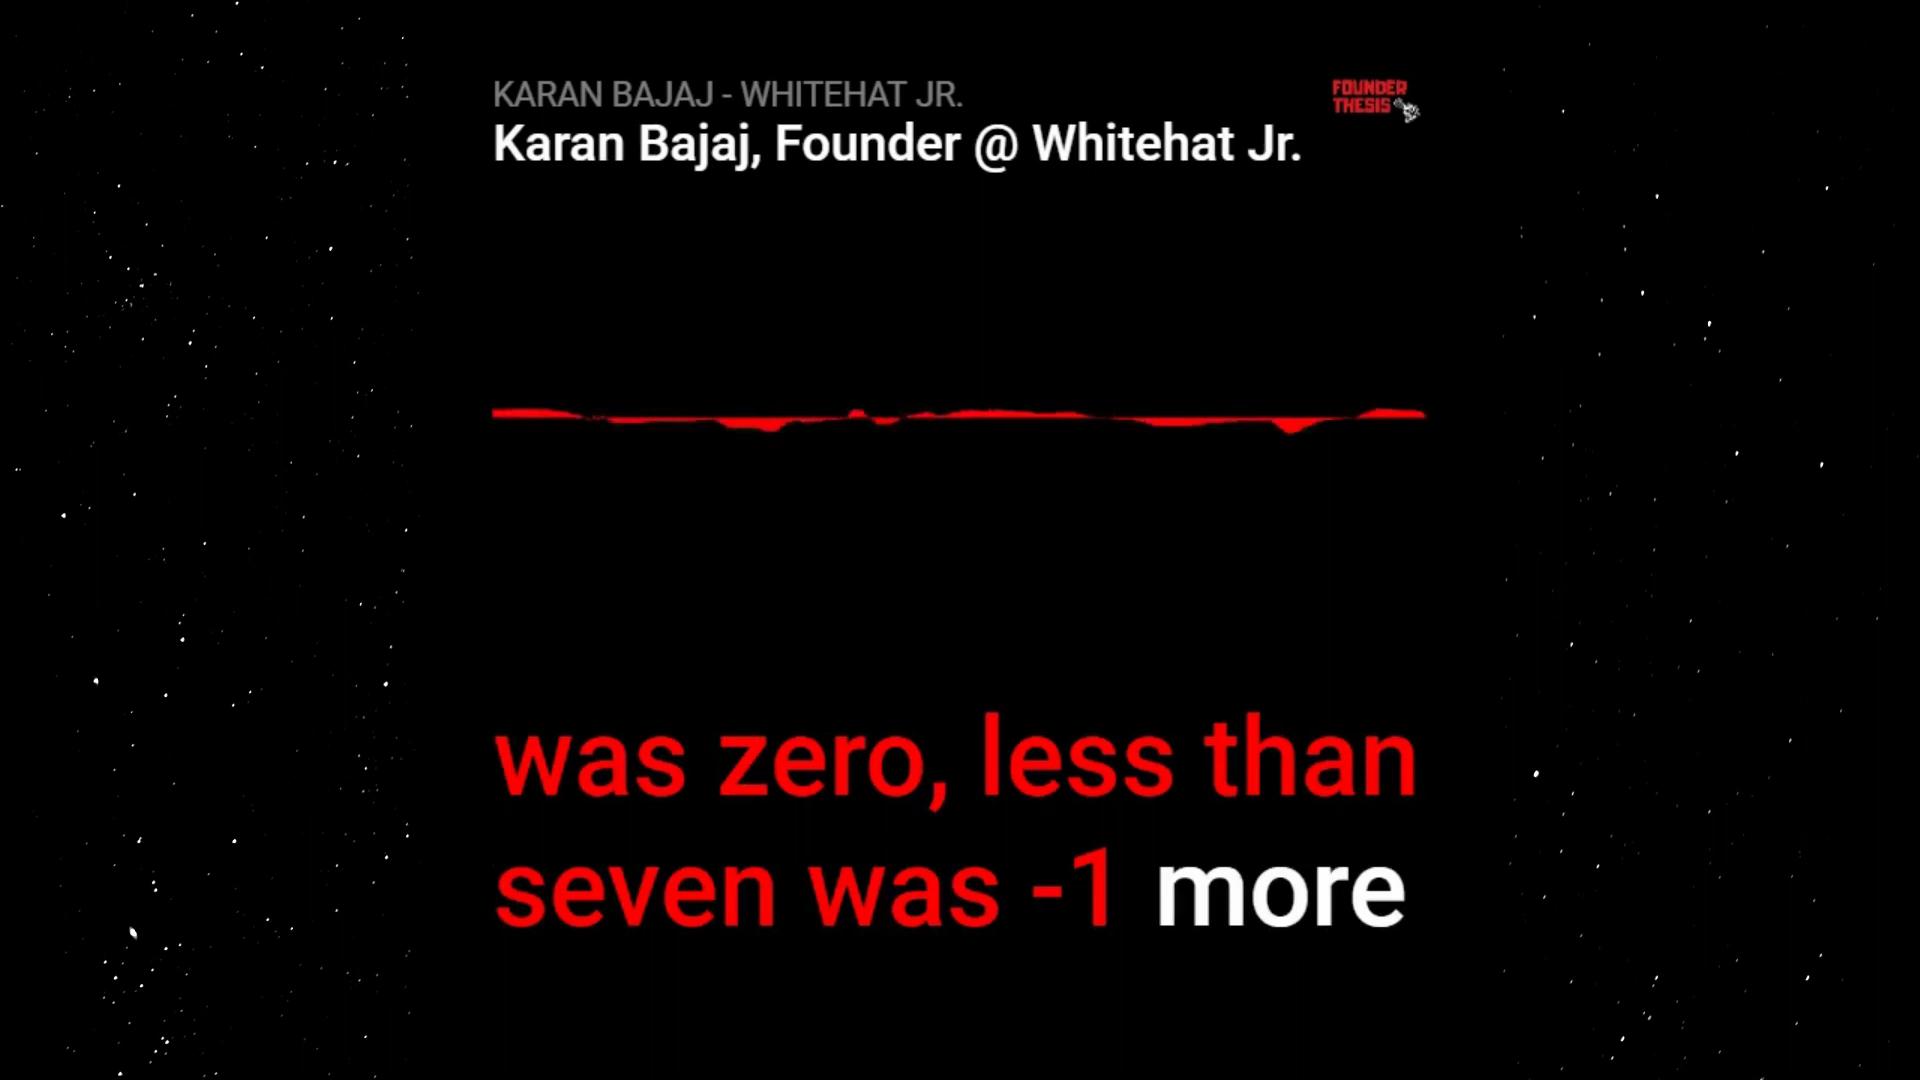 KARAN BAJAJ - WHITEHAT JR.
Karan Bajaj, Founder @ Whitehat Jr.
FOUNDER
THESIS
was zero, less than
seven was -1 more